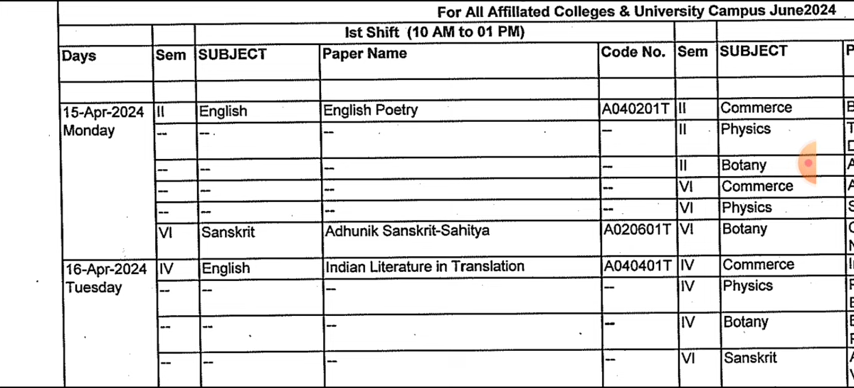 For All Affillated Colleges & University Campus June2024
Ist Shift (10 AM to 01 PM)
Days Sem SUBJECT Paper Name Code No. Sem SUBJECT P
15-Apr-2024 II English English Poetry A040201T II Commerce B
Monday -- -- -- -- II Physics T
D
-- -- -- -- II Botany A
-- -- -- -- VI Commerce A
-- -- -- -- VI Physics S
VI Sanskrit Adhunik Sanskrit-Sahitya A020601T VI Botany
16-Apr-2024 IV English Indian Literature in Translation A040401T IV Commerce
Tuesday -- -- -- -- IV Physics
-- -- -- -- IV Botany
-- -- -- -- VI Sanskrit